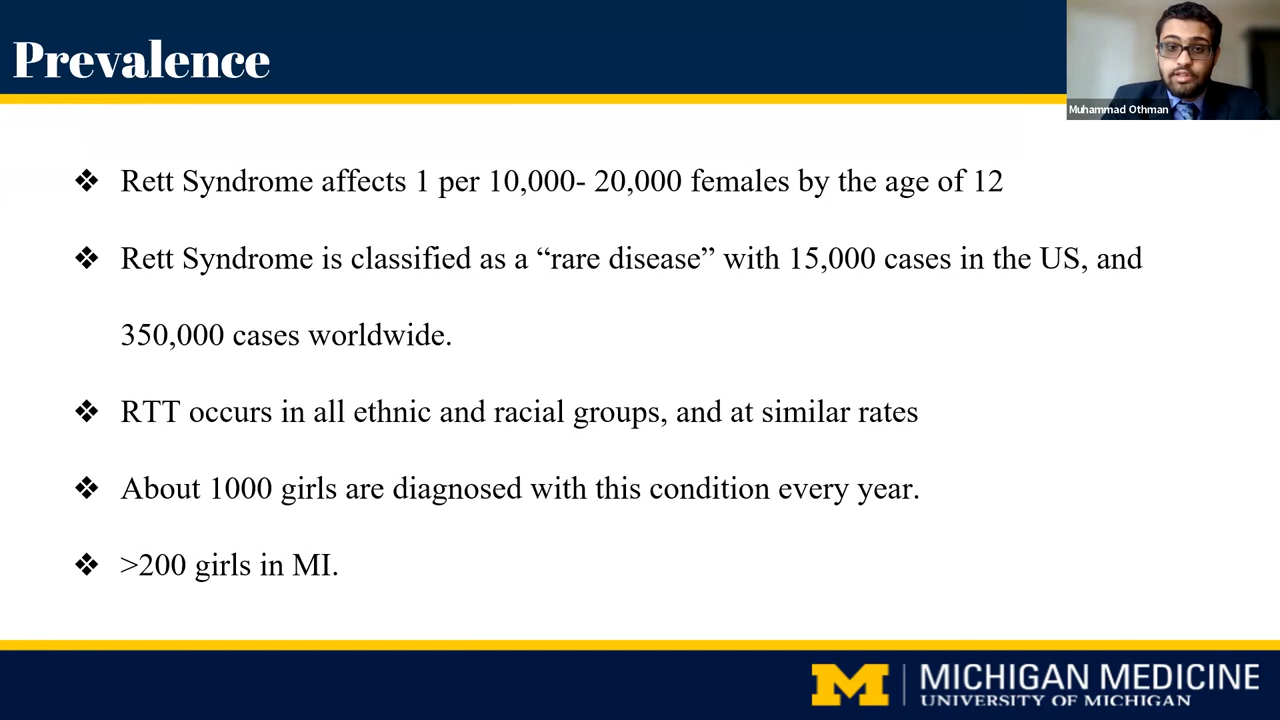 Prevalence
Muhammad Othman
❖ Rett Syndrome affects 1 per 10,000- 20,000 females by the age of 12
❖ Rett Syndrome is classified as a “rare disease” with 15,000 cases in the US, and
350,000 cases worldwide.
❖ RTT occurs in all ethnic and racial groups, and at similar rates
❖ About 1000 girls are diagnosed with this condition every year.
❖ >200 girls in MI.
M MICHIGAN MEDICINE
UNIVERSITY OF MICHIGAN